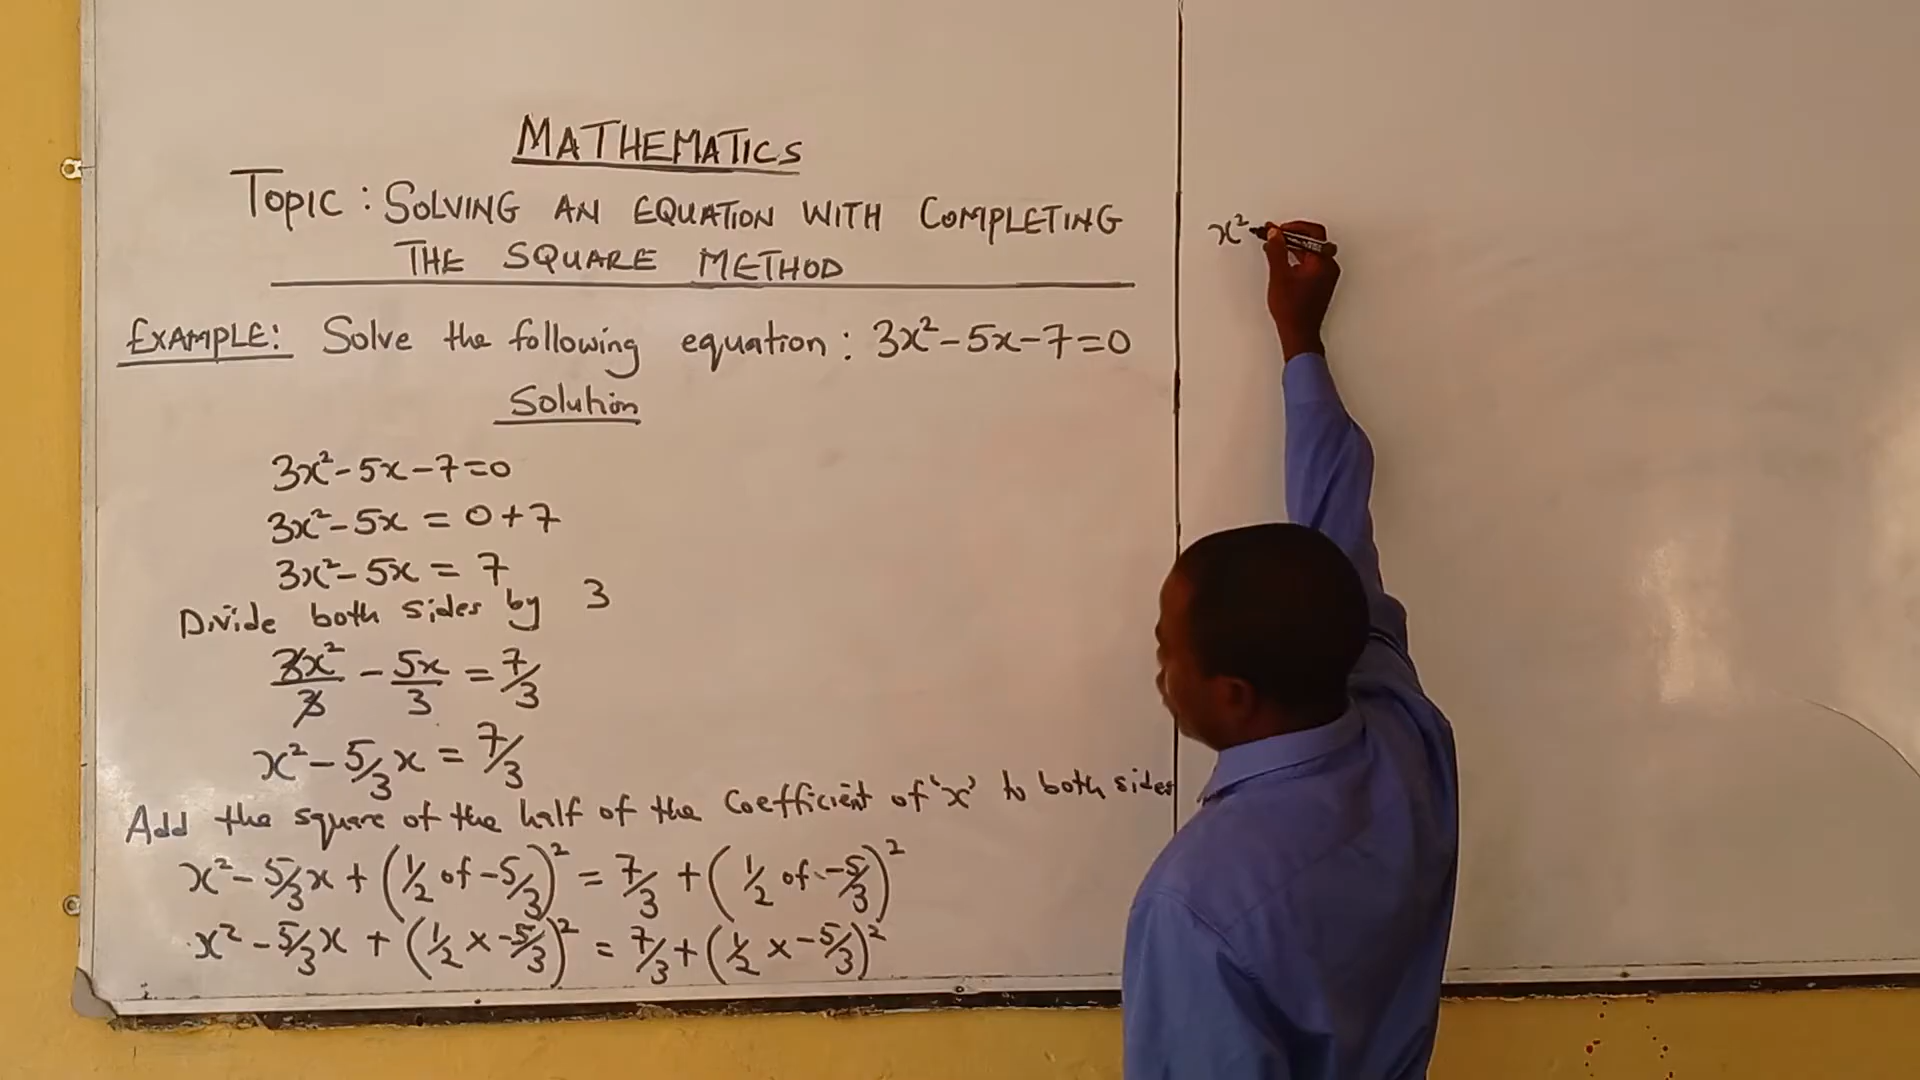 MATHEMATICS
TOPIC: SOLVING AN EQUATION WITH COMPLETING
THE SQUARE METHOD
EXAMPLE: Solve the following equation: 3x²-5x-7=0
Solution
3x²-5x-7=0
3x²-5x = 0+7
3x²-5x = 7
Divide both sides by 3
3x²/3 - 5x/3 = 7/3
x²-5/3x = 7/3
Add the square of the half of the Coefficient of 'x' to both sides
x²-5/3x + (1/2 of -5/3)² = 7/3 + (1/2 of -5/3)²
x²-5/3x + (1/2 x -5/3)² = 7/3 + (1/2 x -5/3)²
x²-